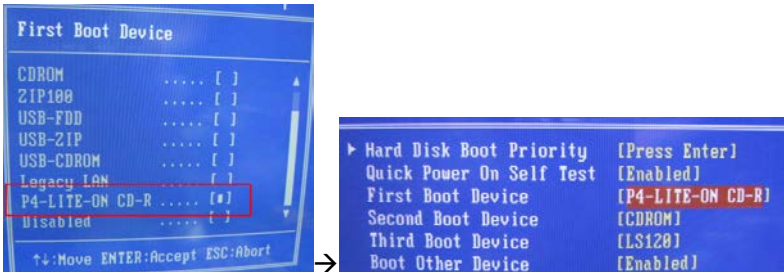 First Boot Device
CDROM ..... [ ]
ZIP100 ..... [ ]
USB-FDD ..... [ ]
USB-ZIP ..... [ ]
USB-CDROM ..... [ ]
Legacy LAN ..... [ ]
P4-LITE-ON CD-R ..... [■]
Disabled ..... [ ]
↑↓:Move ENTER:Accept ESC:Abort
→
▶ Hard Disk Boot Priority [Press Enter]
Quick Power On Self Test [Enabled]
First Boot Device [P4-LITE-ON CD-R]
Second Boot Device [CDROM]
Third Boot Device [LS120]
Boot Other Device [Enabled]